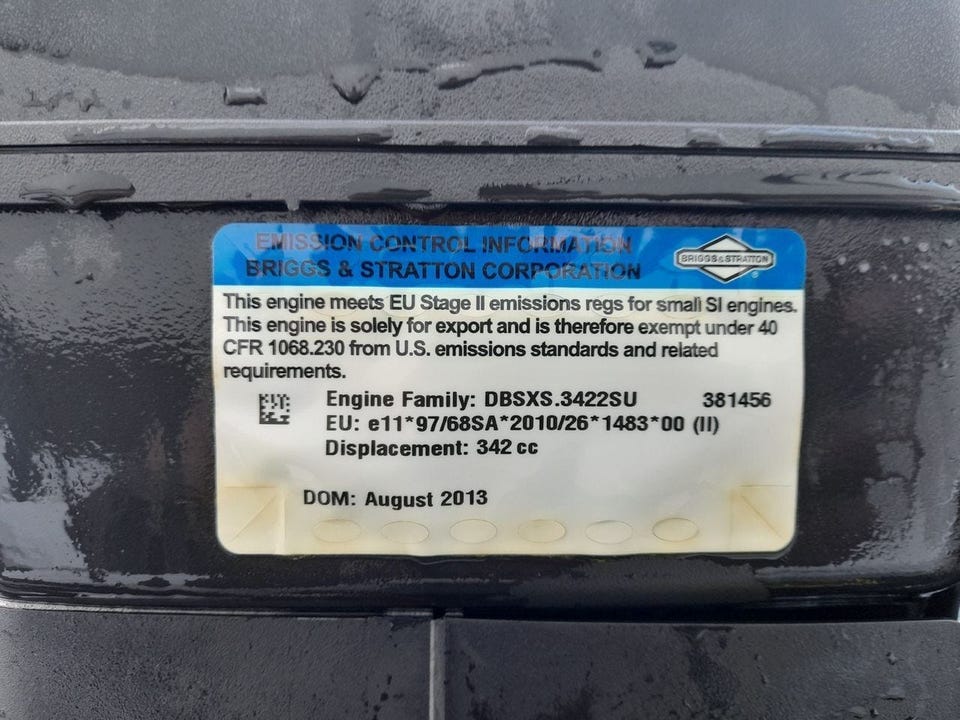 EMISSION CONTROL INFORMATION
BRIGGS & STRATTON CORPORATION
BRIGGS & STRATTON
This engine meets EU Stage II emissions regs for small SI engines.
This engine is solely for export and is therefore exempt under 40
CFR 1068.230 from U.S. emissions standards and related
requirements.
Engine Family: DBSXS.3422SU 381456
EU: e11*97/68SA*2010/26*1483*00 (II)
Displacement: 342 cc
DOM: August 2013